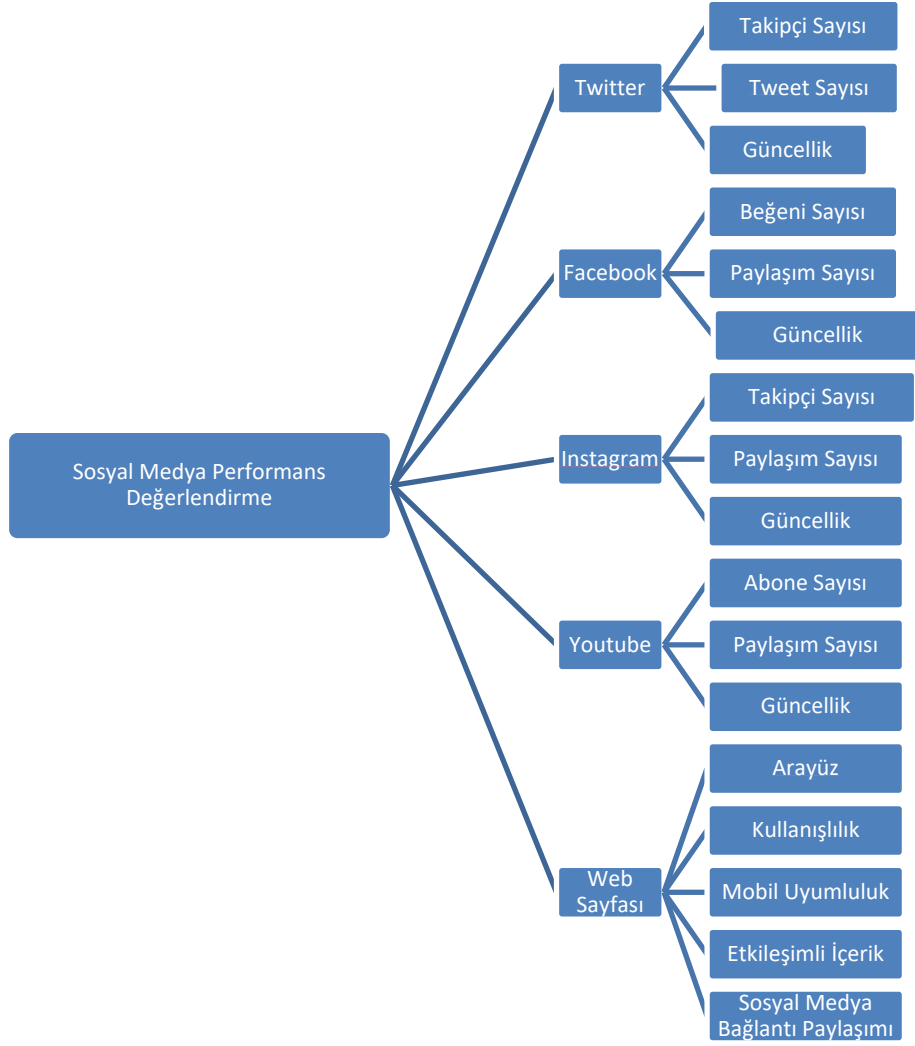 Sosyal Medya Performans
Değerlendirme
Twitter
Takipçi Sayısı
Tweet Sayısı
Güncellik
Facebook
Beğeni Sayısı
Paylaşım Sayısı
Güncellik
Instagram
Takipçi Sayısı
Paylaşım Sayısı
Güncellik
Youtube
Abone Sayısı
Paylaşım Sayısı
Güncellik
Web
Sayfası
Arayüz
Kullanışlılık
Mobil Uyumluluk
Etkileşimli İçerik
Sosyal Medya
Bağlantı Paylaşımı